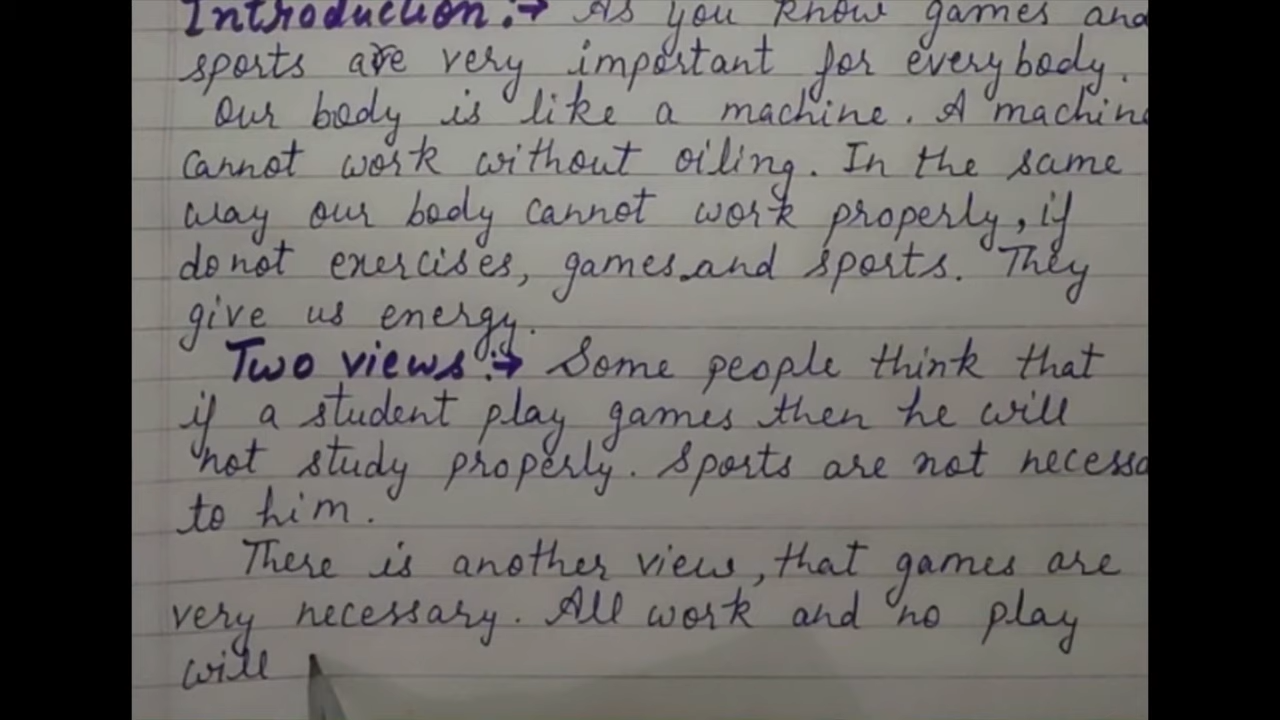 Introduction:→ As you know games and
sports are very important for everybody.
Our body is like a machine. A machin
cannot work without oiling. In the same
way our body cannot work properly, if
do not exercises, games and sports. They
give us energy.
Two views:→ Some people think that
if a student play games then he will
not study properly. Sports are not necessa
to him.
There is another view, that games are
very necessary. All work and no play
will